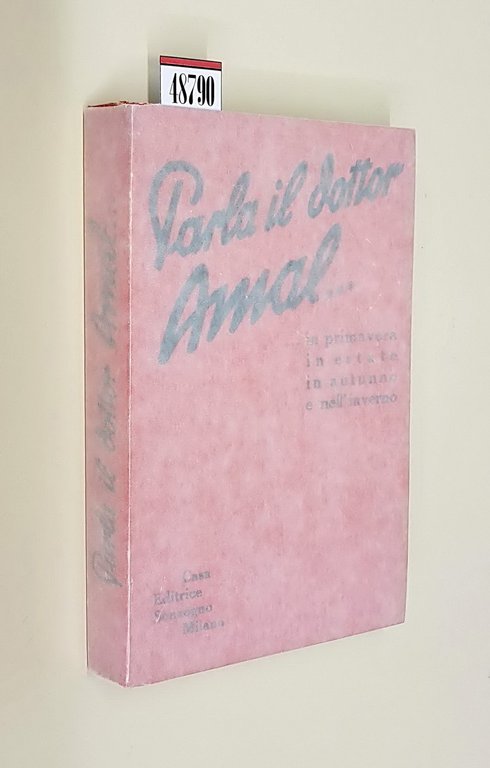 48790
Parla il dottor
Amal...
... in primavera
in estate
in autunno
e nell'inverno
Casa
Editrice
Sonzogno
Milano
Parla il dottor Amal...